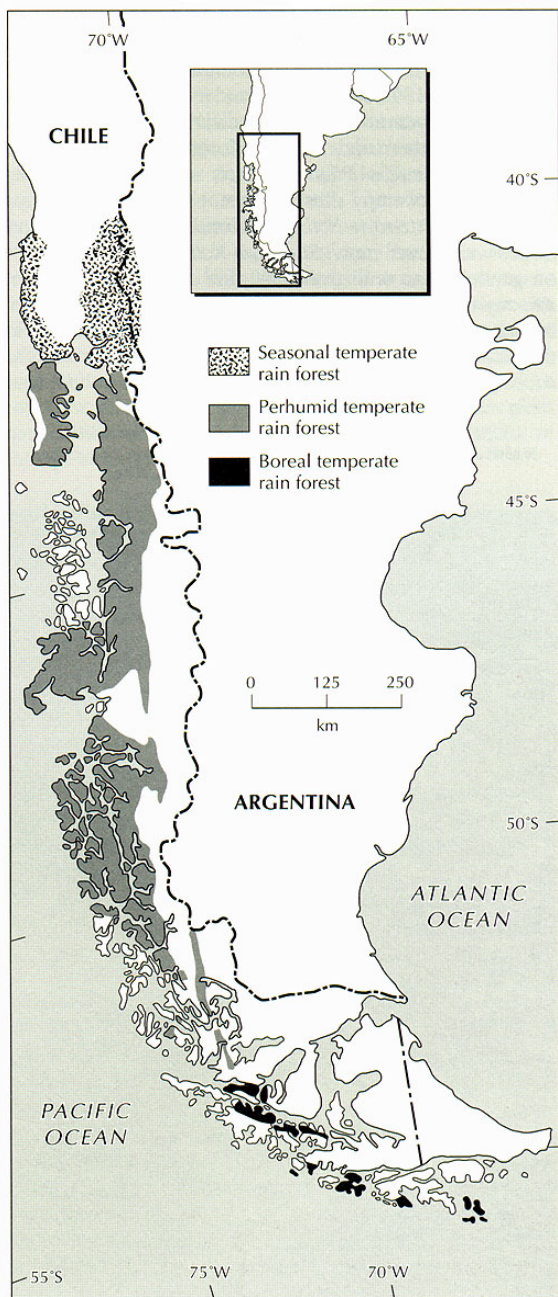 70°W
65°W
CHILE
40°S
Seasonal temperate
rain forest
Perhumid temperate
rain forest
Boreal temperate
rain forest
45°S
0 125 250
km
ARGENTINA
50°S
ATLANTIC
OCEAN
PACIFIC
OCEAN
55°S
75°W
70°W